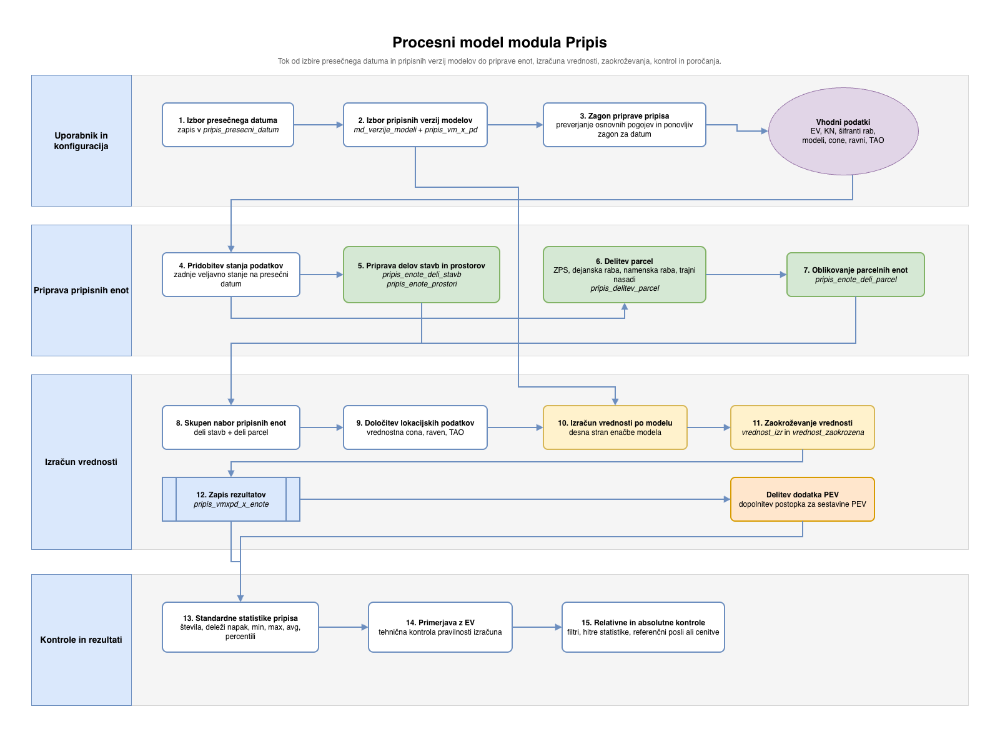 Procesni model modula Pripis
Tok od izbire presečnega datuma in pripisnih verzij modelov do priprave enot, izračuna vrednosti, zaokroževanja, kontrol in poročanja.
Uporabnik in
konfiguracija
1. Izbor presečnega datuma
zapis v pripis_presecni_datum
2. Izbor pripisnih verzij modelov
md_verzije_modeli + pripis_vm_x_pd
3. Zagon priprave pripisa
preverjanje osnovnih pogojev in ponovljiv
zagon za datum
Vhodni podatki
EV, KN, šifranti rab,
modeli, cone, ravni, TAO
Priprava pripisnih enot
4. Pridobitev stanja podatkov
zadnje veljavno stanje na presečni
datum
5. Priprava delov stavb in prostorov
pripis_enote_deli_stavb
pripis_enote_prostori
6. Delitev parcel
ZPS, dejanska raba, namenska raba, trajni
nasadi
pripis_delitev_parcel
7. Oblikovanje parcelnih enot
pripis_enote_deli_parcel
Izračun vrednosti
8. Skupen nabor pripisnih enot
deli stavb + deli parcel
9. Določitev lokacijskih podatkov
vrednostna cona, raven, TAO
10. Izračun vrednosti po modelu
desna stran enačbe modela
11. Zaokroževanje vrednosti
vrednost_izr in vrednost_zaokrozena
12. Zapis rezultatov
pripis_vmxpd_x_enote
Delitev dodatka PEV
dopolnitev postopka za sestavine PEV
Kontrole in rezultati
13. Standardne statistike pripisa
števila, deleži napak, min, max, avg,
percentili
14. Primerjava z EV
tehnična kontrola pravilnosti izračuna
15. Relativne in absolutne kontrole
filtri, hitre statistike, referenčni posli ali cenitve